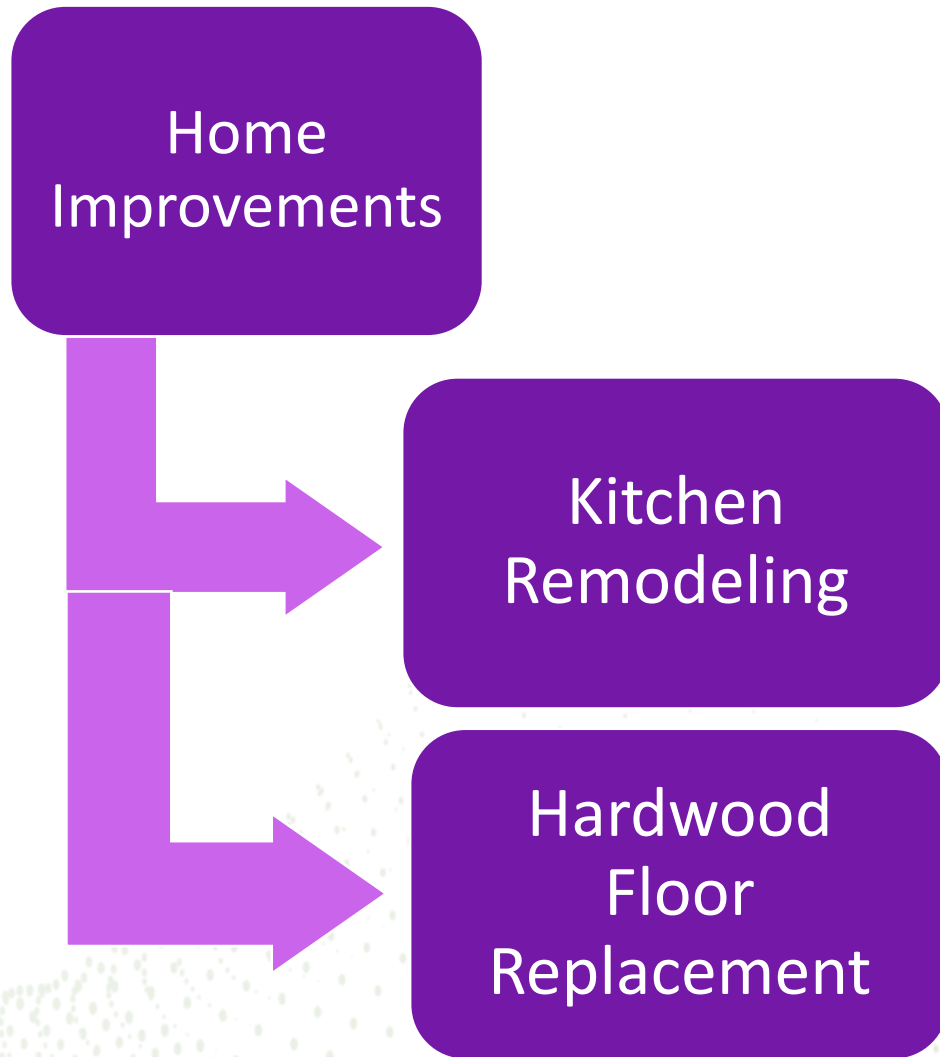 Home
Improvements
Kitchen
Remodeling
Hardwood
Floor
Replacement